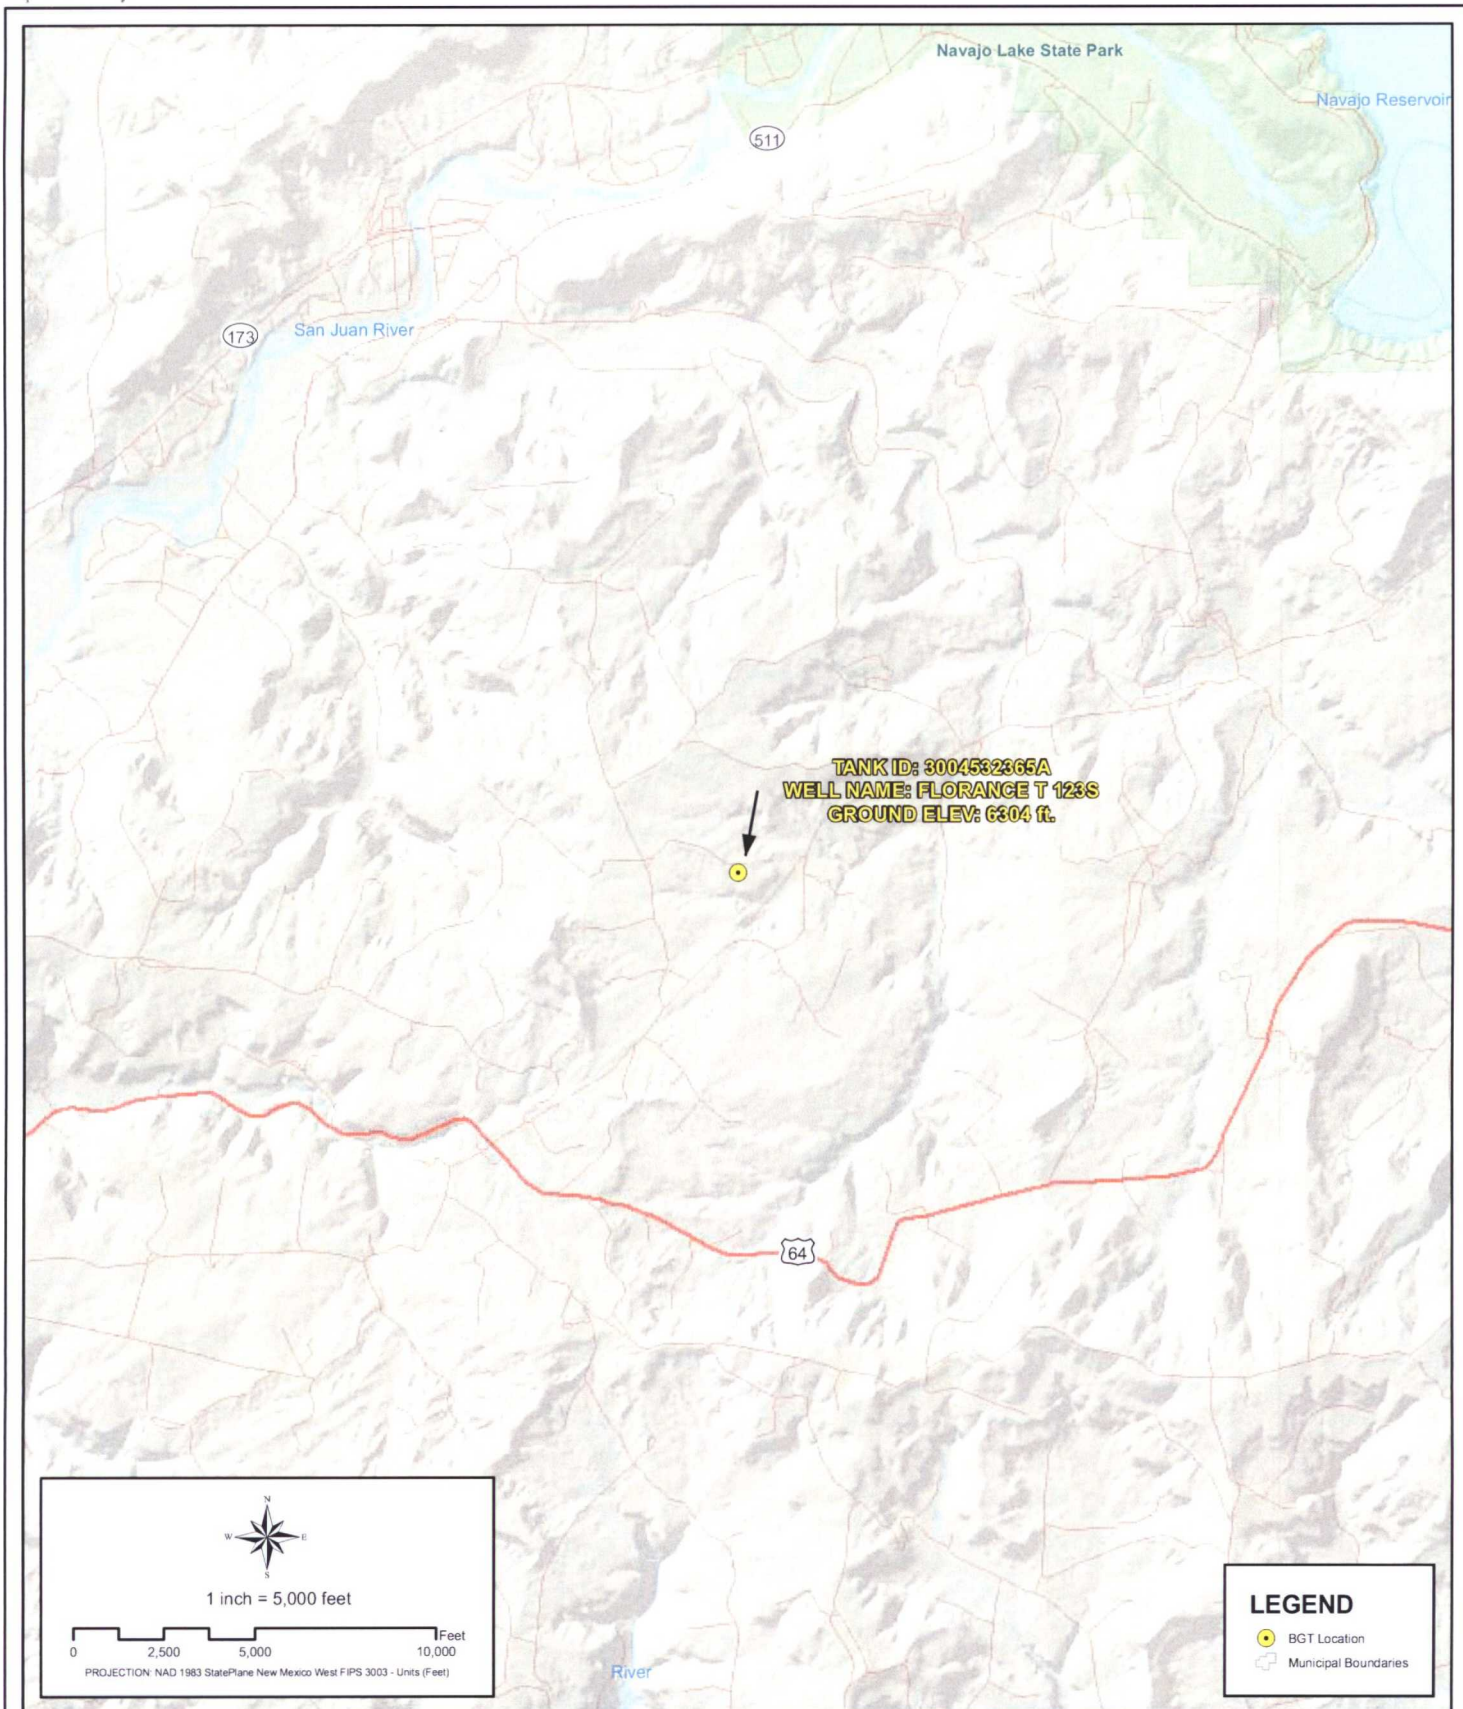 Navajo Lake State Park
Navajo Reservoir
511
173
San Juan River
TANK ID: 3004532365A
WELL NAME: FLORANCE T 123S
GROUND ELEV: 6304 ft.
64
N
W E
S
1 inch = 5,000 feet
Feet
0 2,500 5,000 10,000
PROJECTION: NAD 1983 StatePlane New Mexico West FIPS 3003 - Units (Feet)
River
LEGEND
BGT Location
Municipal Boundaries